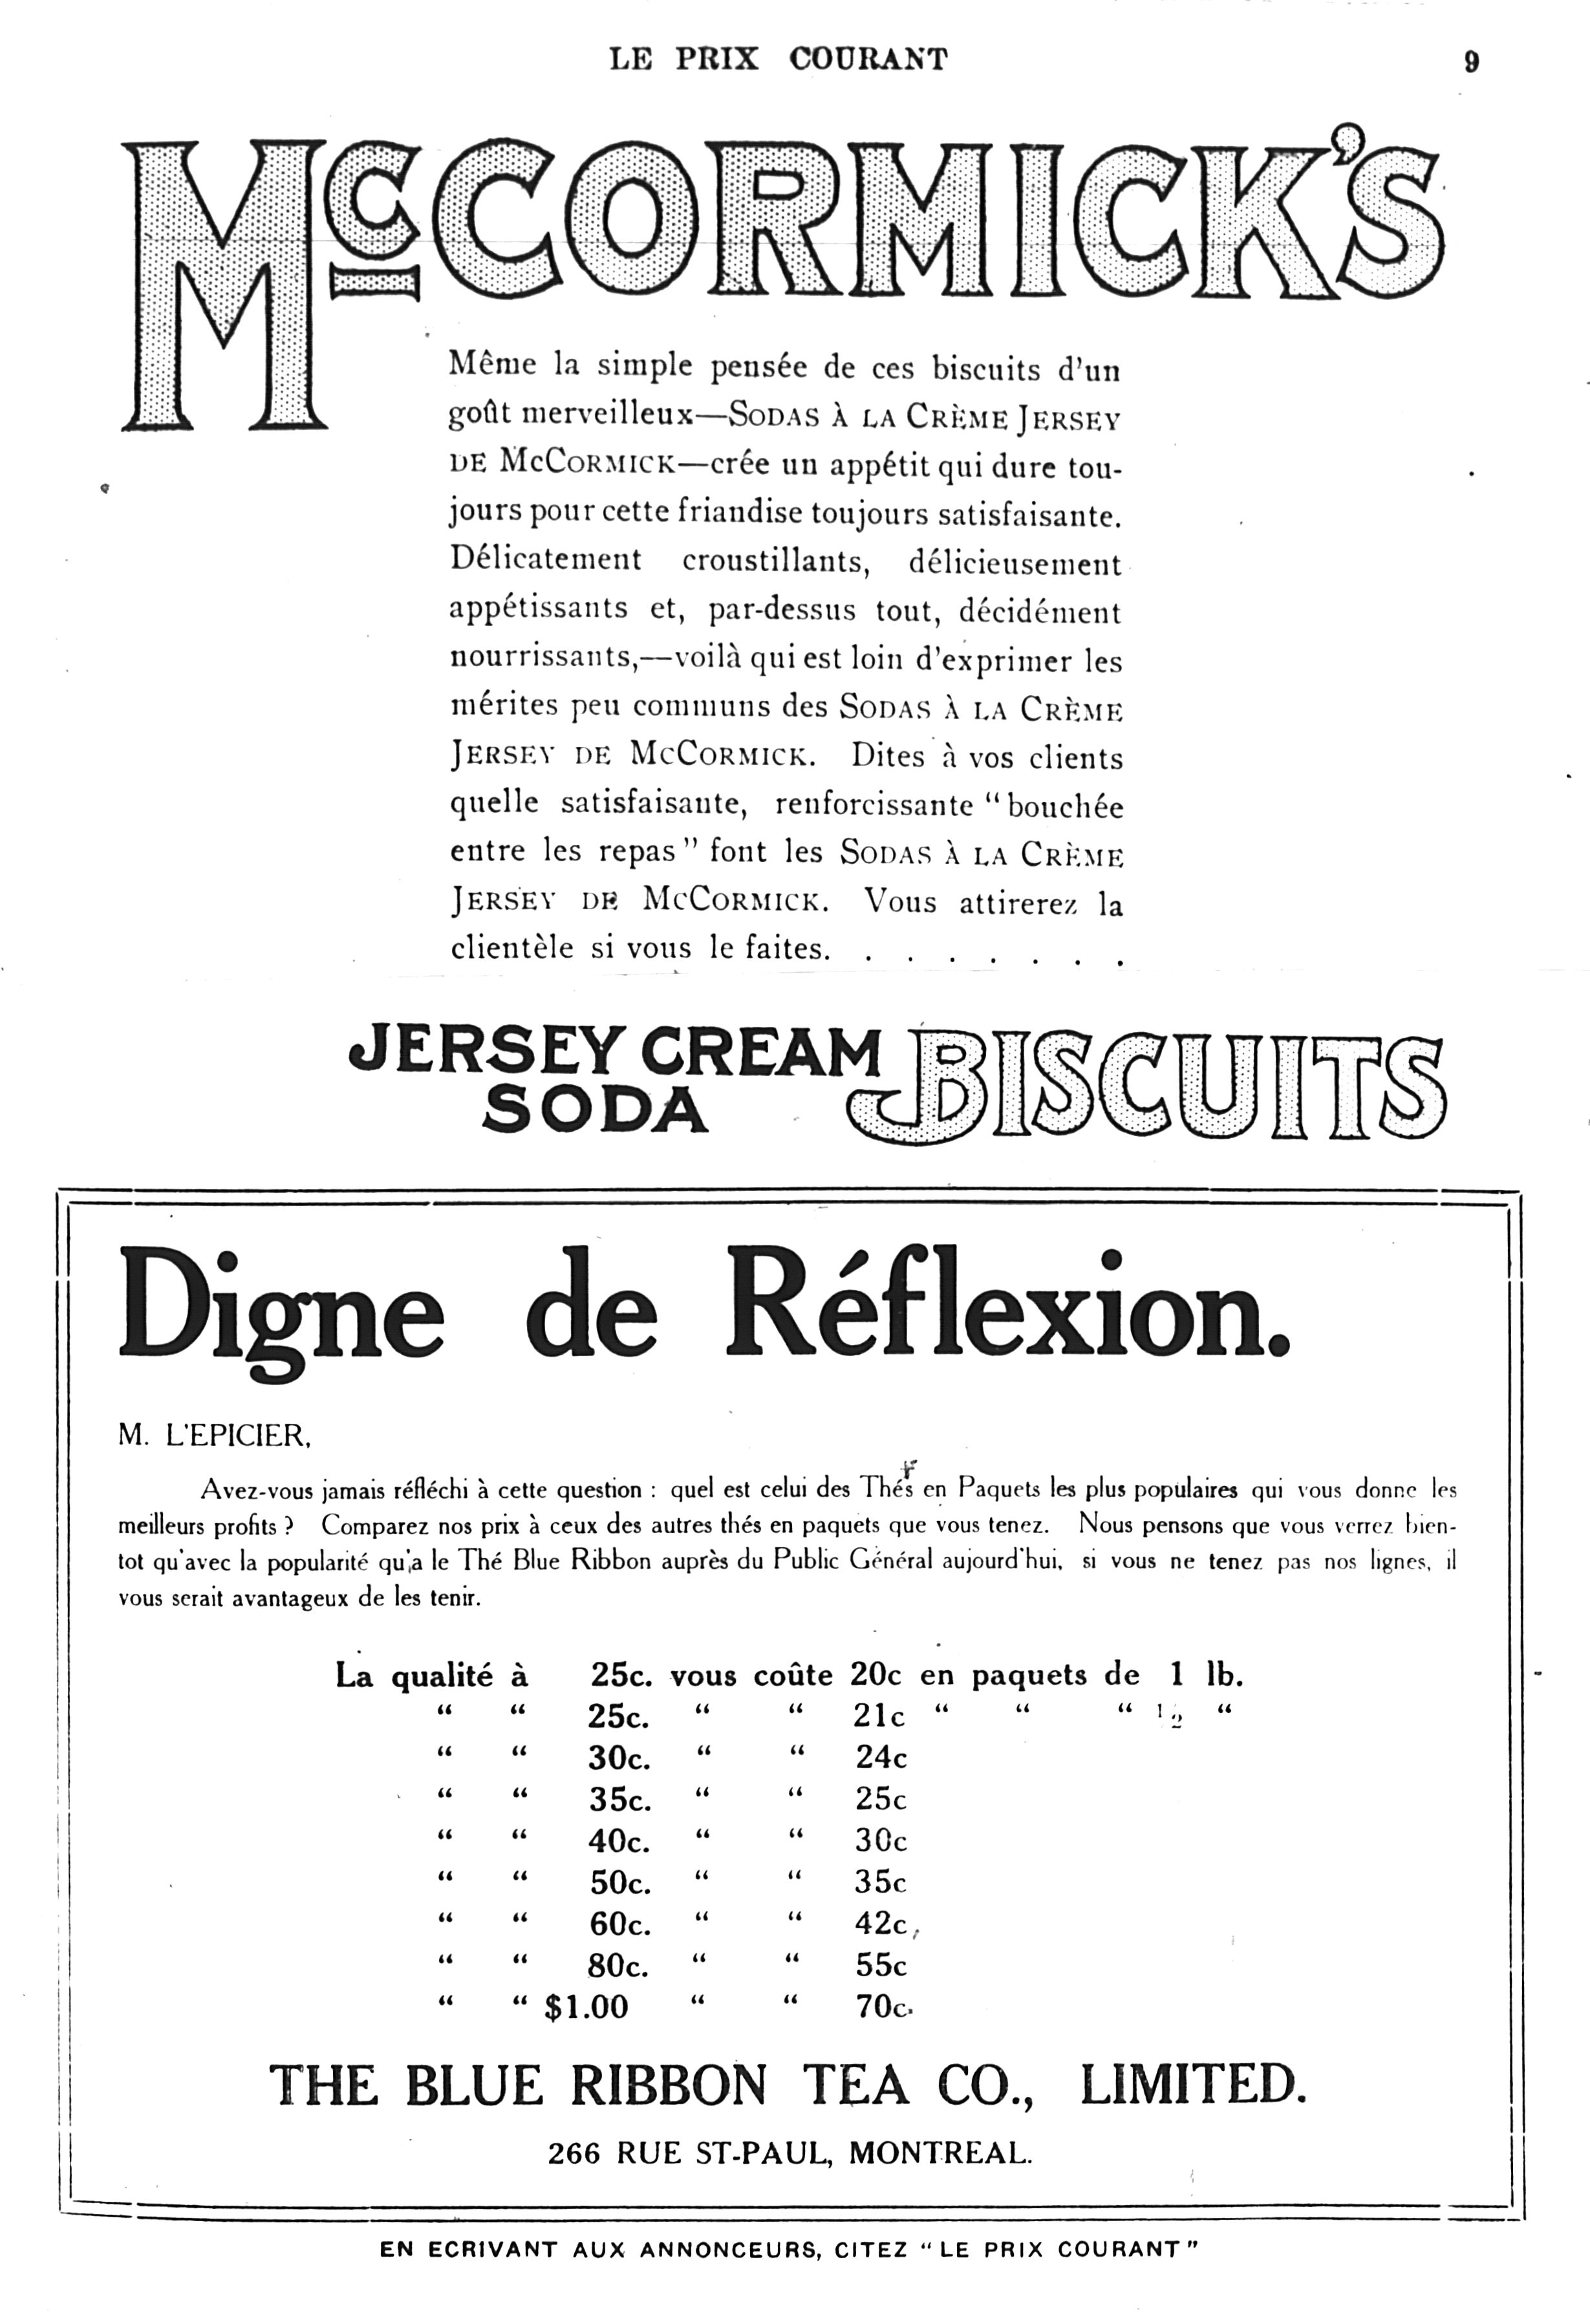 LE PRIX COURANT 9
McCORMICK'S
Même la simple pensée de ces biscuits d'un
goût merveilleux—SODAS À LA CRÈME JERSEY
DE MCCORMICK—crée un appétit qui dure tou-
jours pour cette friandise toujours satisfaisante.
Délicatement croustillants, délicieusement
appétissants et, par-dessus tout, décidément
nourrissants,—voilà qui est loin d'exprimer les
mérites peu communs des SODAS À LA CRÈME
JERSEY DE MCCORMICK. Dites à vos clients
quelle satisfaisante, renforcissante “bouchée
entre les repas” font les SODAS À LA CRÈME
JERSEY DE MCCORMICK. Vous attirerez la
clientèle si vous le faites. . . . . . . .
JERSEY CREAM BISCUITS
SODA
Digne de Réflexion.
M. L'EPICIER,
Avez-vous jamais réfléchi à cette question : quel est celui des Thés en Paquets les plus populaires qui vous donne les
meilleurs profits ? Comparez nos prix à ceux des autres thés en paquets que vous tenez. Nous pensons que vous verrez bien-
tot qu'avec la popularité qu'a le Thé Blue Ribbon auprès du Public Général aujourd'hui, si vous ne tenez pas nos lignes, il
vous serait avantageux de les tenir.
La qualité à 25c. vous coûte 20c en paquets de 1 lb.
“ “ 25c. “ “ 21c “ “ “ ½ “
“ “ 30c. “ “ 24c
“ “ 35c. “ “ 25c
“ “ 40c. “ “ 30c
“ “ 50c. “ “ 35c
“ “ 60c. “ “ 42c
“ “ 80c. “ “ 55c
“ “ $1.00 “ “ 70c.
THE BLUE RIBBON TEA CO., LIMITED.
266 RUE ST-PAUL, MONTREAL.
EN ECRIVANT AUX ANNONCEURS, CITEZ “LE PRIX COURANT”